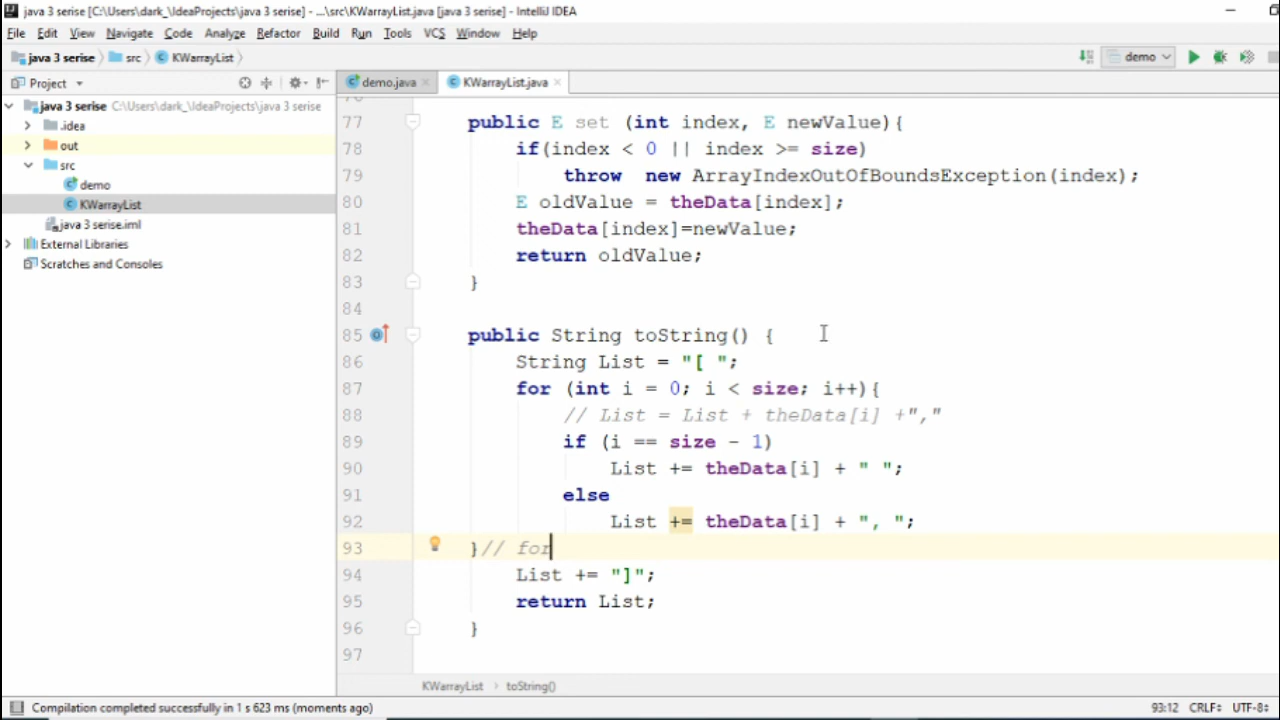 java 3 serise [C:\Users\dark_\IdeaProjects\java 3 serise] - ...\src\KWarrayList.java [java 3 serise] - IntelliJ IDEA
File Edit View Navigate Code Analyze Refactor Build Run Tools VCS Window Help
java 3 serise src KWarrayList demo
Project demo.java KWarrayList.java
java 3 serise C:\Users\dark_\IdeaProjects\java 3 serise
.idea
out
src
demo
KWarrayList
java 3 serise.iml
External Libraries
Scratches and Consoles
76
77 public E set (int index, E newValue){
78 if(index < 0 || index >= size)
79 throw new ArrayIndexOutOfBoundsException(index);
80 E oldValue = theData[index];
81 theData[index]=newValue;
82 return oldValue;
83 }
84
85 public String toString() {
86 String List = "[ ";
87 for (int i = 0; i < size; i++){
88 // List = List + theData[i] +","
89 if (i == size - 1)
90 List += theData[i] + " ";
91 else
92 List += theData[i] + ", ";
93 }// for
94 List += "]";
95 return List;
96 }
97
KWarrayList toString()
Compilation completed successfully in 1 s 623 ms (moments ago) 93:12 CRLF UTF-8